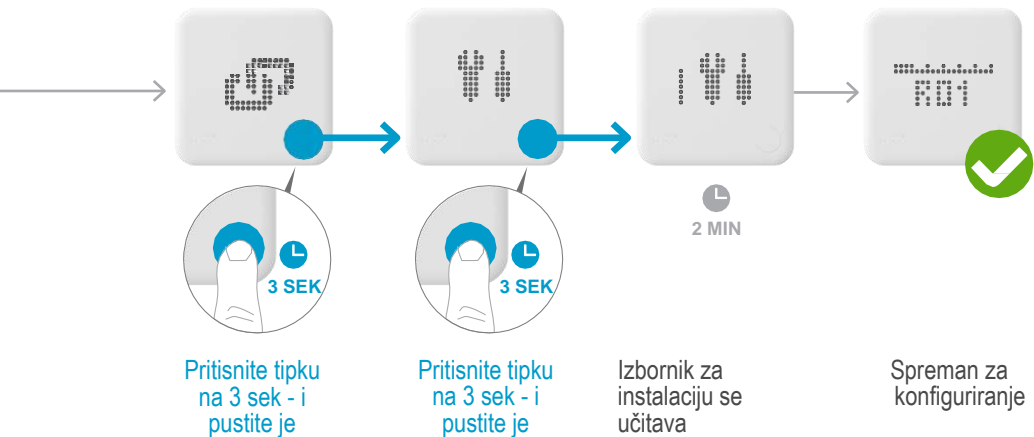 R01
3 SEK
3 SEK
2 MIN
Pritisnite tipku
na 3 sek - i
pustite je
Pritisnite tipku
na 3 sek - i
pustite je
Izbornik za
instalaciju se
učitava
Spreman za
konfiguriranje